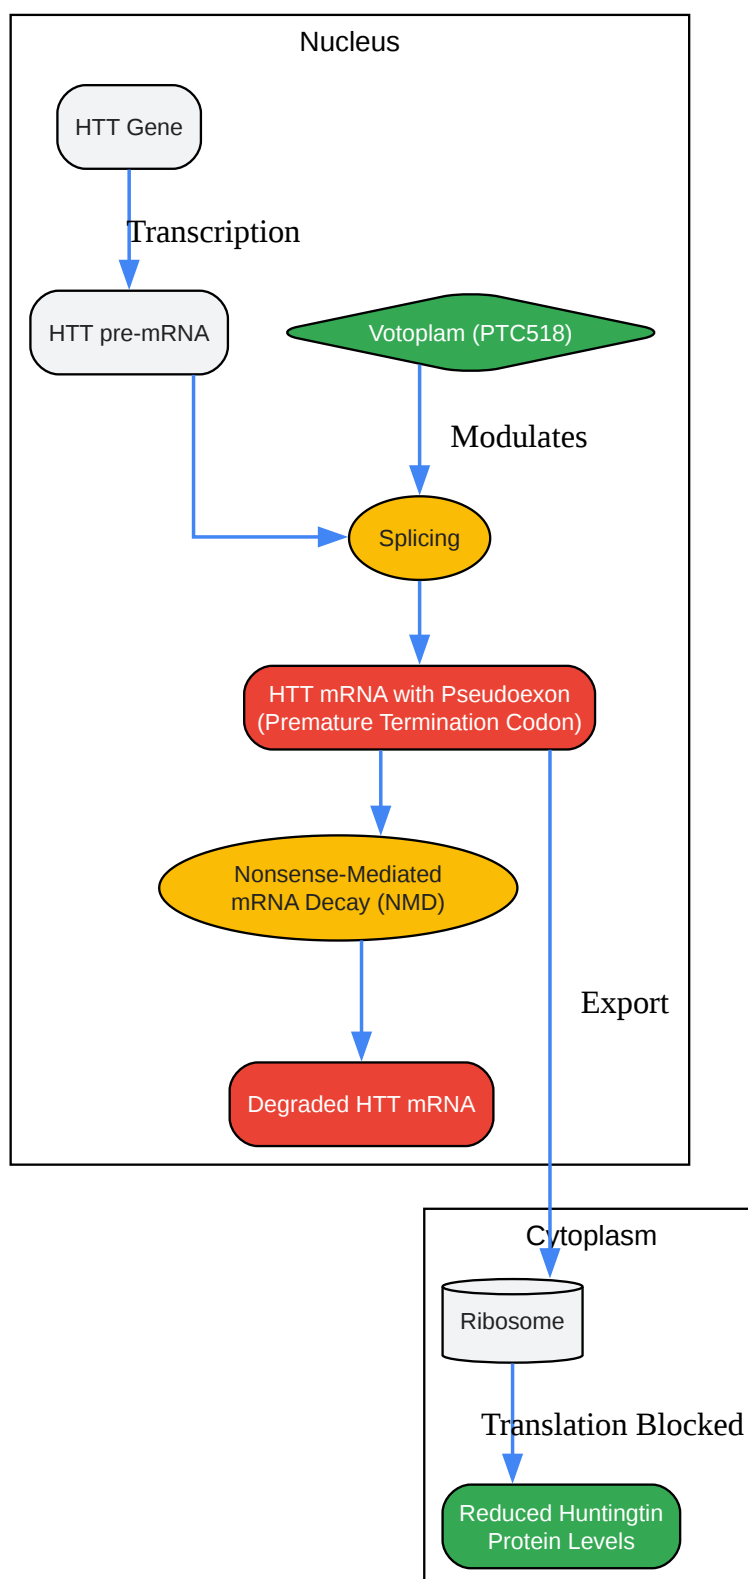 Nucleus
HTT Gene
Transcription
HTT pre-mRNA
Votoplam (PTC518)
Modulates
Splicing
HTT mRNA with Pseudoexon
(Premature Termination Codon)
Nonsense-Mediated
mRNA Decay (NMD)
Export
Degraded HTT mRNA
Cytoplasm
Ribosome
Translation Blocked
Reduced Huntingtin
Protein Levels